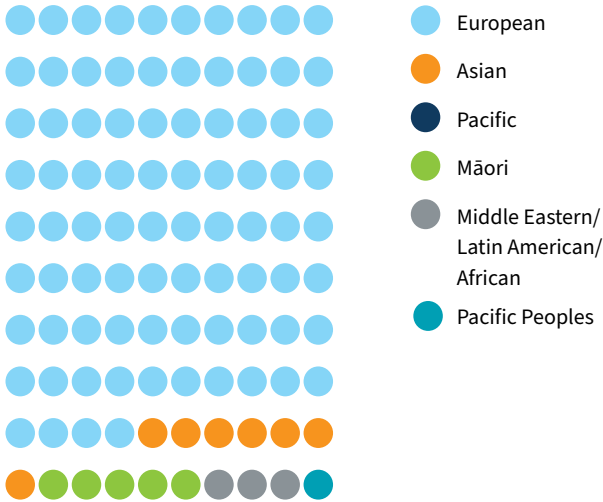 European
Asian
Pacific
Māori
Middle Eastern/
Latin American/
African
Pacific Peoples